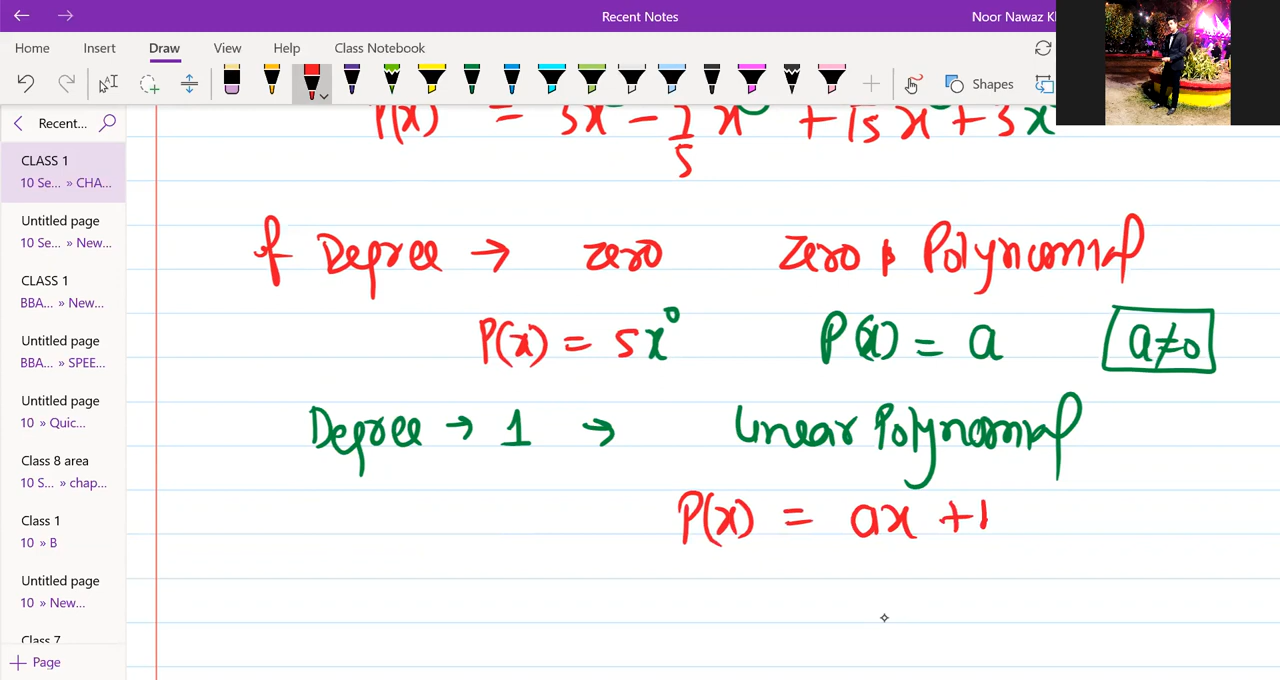 Recent Notes
Noor Nawaz Kh
Home Insert Draw View Help Class Notebook
Shapes
Recent...
CLASS 1
10 Se... » CHA...
Untitled page
10 Se... » New...
CLASS 1
BBA... » New...
Untitled page
BBA... » SPEE...
Untitled page
10 » Quic...
Class 8 area
10 S... » chap...
Class 1
10 » B
Untitled page
10 » New...
Class 7
+ Page
P(x) =
If Degree → zero zero Polynomial
P(x) = 5x⁰ P(x) = a a≠0
Degree → 1 → Linear Polynomial
P(x) = ax +1